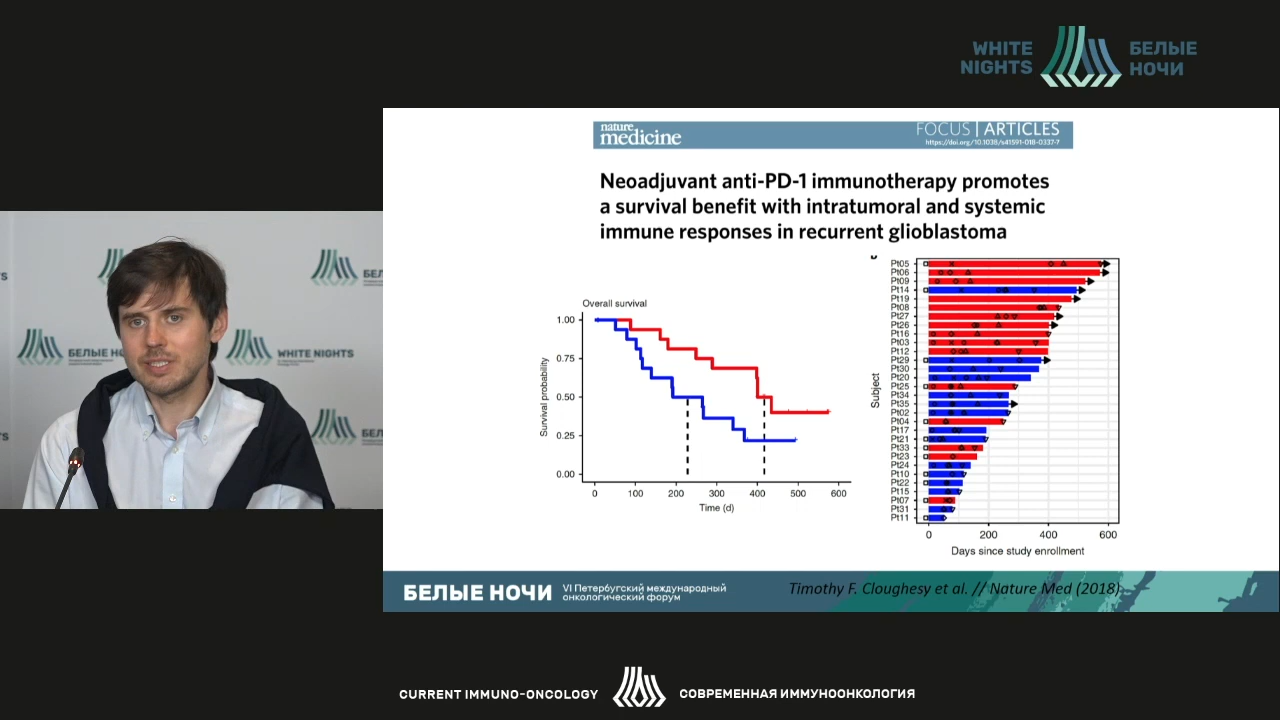 WHITE
NIGHTS
БЕЛЫЕ
НОЧИ
nature
medicine
FOCUS | ARTICLES
https://doi.org/10.1038/s41591-018-0337-7
Neoadjuvant anti-PD-1 immunotherapy promotes
a survival benefit with intratumoral and systemic
immune responses in recurrent glioblastoma
Overall survival
1.00
0.75
0.50
0.25
0.00
Survival probability
0 100 200 300 400 500 600
Time (d)
Subject
Pt05
Pt06
Pt09
Pt14
Pt19
Pt08
Pt27
Pt26
Pt16
Pt03
Pt12
Pt29
Pt30
Pt20
Pt25
Pt34
Pt35
Pt02
Pt04
Pt17
Pt21
Pt33
Pt23
Pt24
Pt10
Pt22
Pt15
Pt07
Pt31
Pt11
0 200 400 600
Days since study enrollment
БЕЛЫЕ НОЧИ
VI Петербугский международный
онкологический форум
Timothy F. Cloughesy et al. // Nature Med (2018)
БЕЛЫЕ НО
WHITE NIGHTS
CURRENT IMMUNO-ONCOLOGY
СОВРЕМЕННАЯ ИММУНООНКОЛОГИЯ